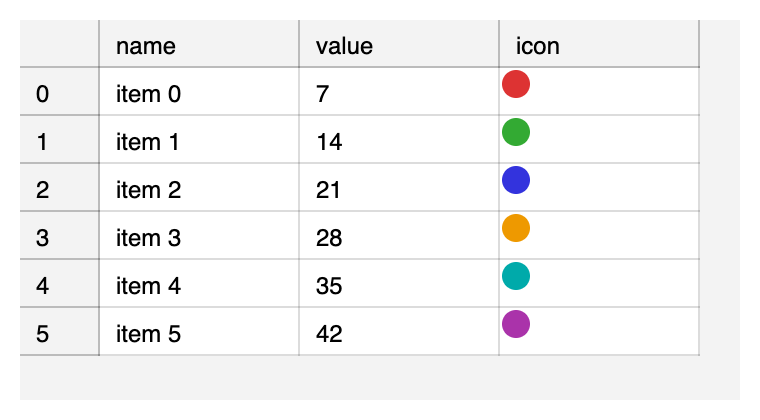 name value icon
0 item 0 7
1 item 1 14
2 item 2 21
3 item 3 28
4 item 4 35
5 item 5 42